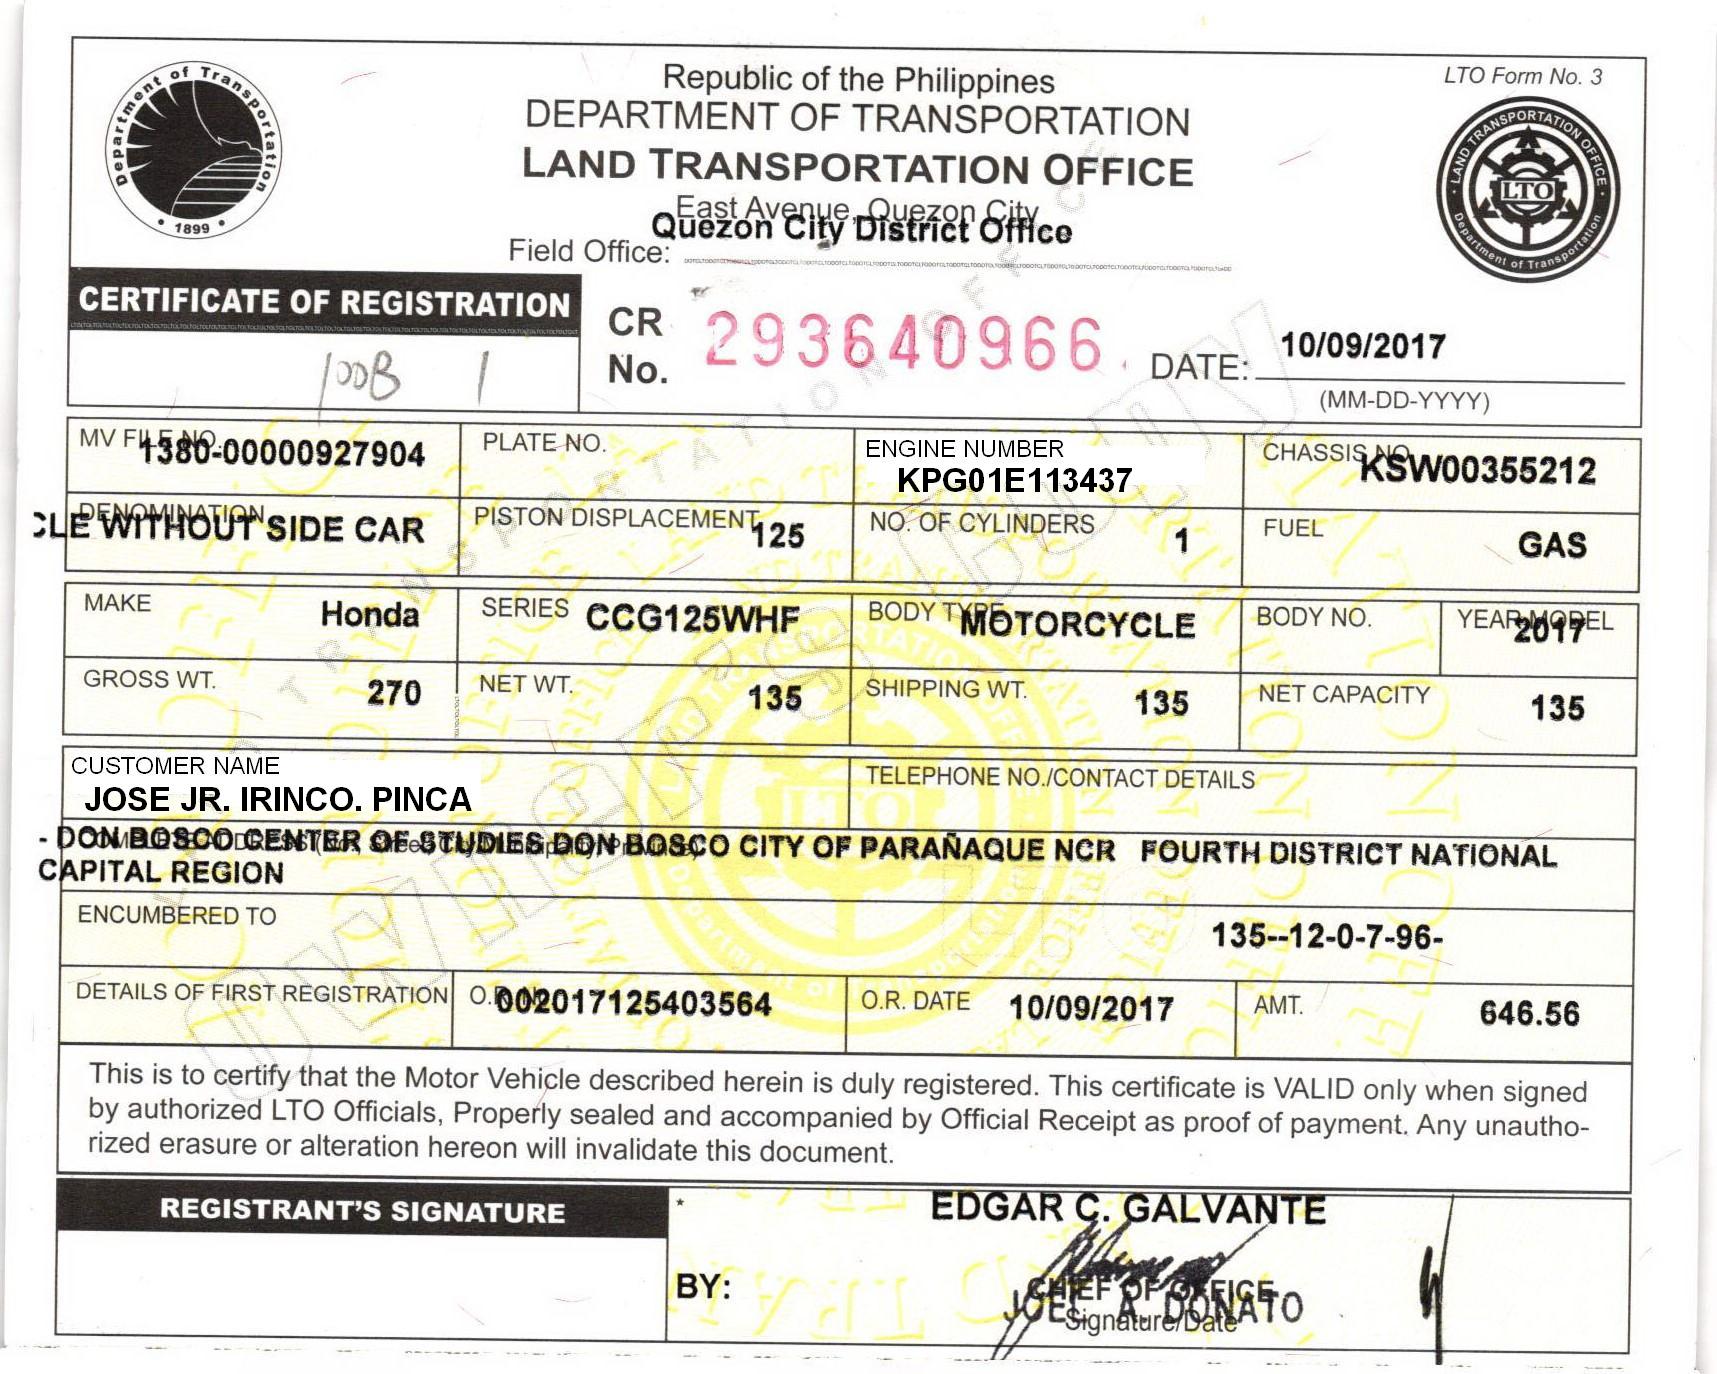 Republic of the Philippines
LTO Form No. 3
DEPARTMENT OF TRANSPORTATION
LAND TRANSPORTATION OFFICE
East Avenue, Quezon City
Field Office: Quezon City District Office
Department of Transportation
1899
LAND TRANSPORTATION OFFICE
LTO
Department of Transportation
CERTIFICATE OF REGISTRATION
CR No. 293640966
DATE: 10/09/2017
(MM-DD-YYYY)
100B 1
MV FILE NO. 1380-00000927904
PLATE NO.
ENGINE NUMBER KPG01E113437
CHASSIS NO. KSW00355212
DENOMINATION CLE WITHOUT SIDE CAR
PISTON DISPLACEMENT 125
NO. OF CYLINDERS 1
FUEL GAS
MAKE Honda
SERIES CCG125WHF
BODY TYPE MOTORCYCLE
BODY NO.
YEAR MODEL 2017
GROSS WT. 270
NET WT. 135
SHIPPING WT. 135
NET CAPACITY 135
CUSTOMER NAME
JOSE JR. IRINCO. PINCA
TELEPHONE NO./CONTACT DETAILS
- DON BOSCO CENTER OF STUDIES DON BOSCO CITY OF PARAÑAQUE NCR FOURTH DISTRICT NATIONAL
CAPITAL REGION
ENCUMBERED TO
135--12-0-7-96-
DETAILS OF FIRST REGISTRATION
O.R. NO. 002017125403564
O.R. DATE 10/09/2017
AMT. 646.56
This is to certify that the Motor Vehicle described herein is duly registered. This certificate is VALID only when signed
by authorized LTO Officials, Properly sealed and accompanied by Official Receipt as proof of payment. Any unautho-
rized erasure or alteration hereon will invalidate this document.
REGISTRANT'S SIGNATURE
*
EDGAR C. GALVANTE
BY:
CHIEF OF OFFICE
JOEL A. DONATO
Signature/Date
Owner's Copy